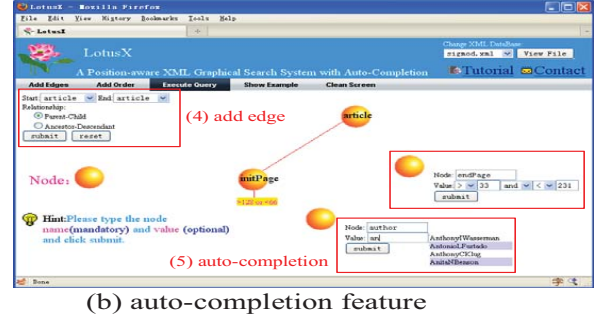 LotusX - Mozilla Firefox
File Edit View History Bookmarks Tools Help
LotusX
LotusX
Change XML DataBase:
sigmod.xml View File
A Position-aware XML Graphical Search System with Auto-Completion
Tutorial Contact
Add Edges Add Order Execute Query Show Example Clean Screen
Start: article End: article
Relationship:
Parent-Child
Ancestor-Descendant
submit reset
(4) add edge
article
Node:
initPage
>128 or <66
Node: endPage
Value: > 33 and < 231
submit
Hint:Please type the node
name(mandatory) and value (optional)
and click submit.
Node: author
Value: an
submit
AnthonyIWasserman
AntonioLFurtado
AnthonyCKlug
AnitaNBenson
(5) auto-completion
Done
(b) auto-completion feature